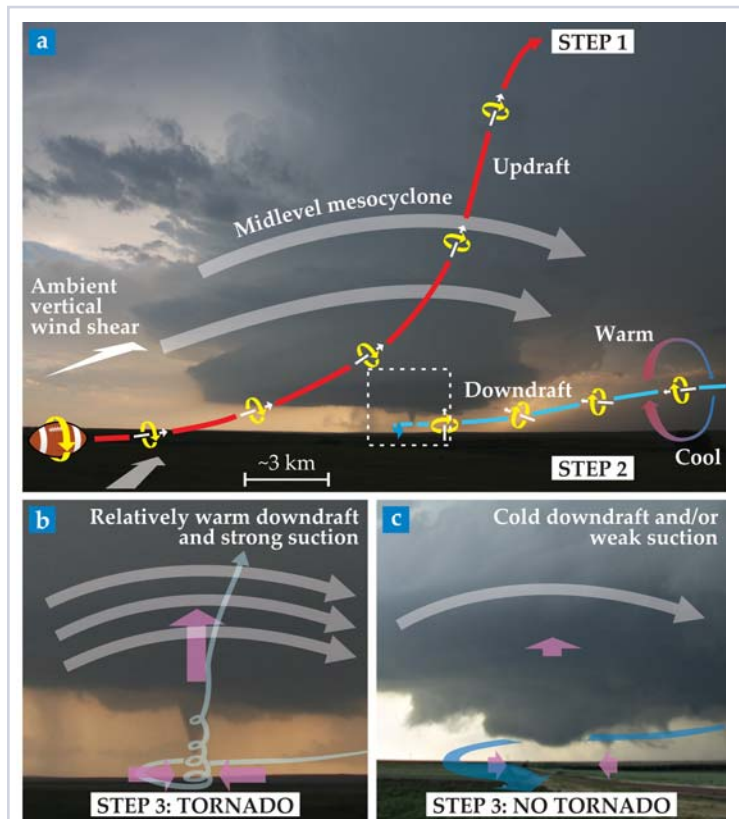 a
STEP 1
Updraft
Midlevel mesocyclone
Ambient
vertical
wind shear
Warm
Downdraft
Cool
~3 km
STEP 2
b
Relatively warm downdraft
and strong suction
STEP 3: TORNADO
c
Cold downdraft and/or
weak suction
STEP 3: NO TORNADO